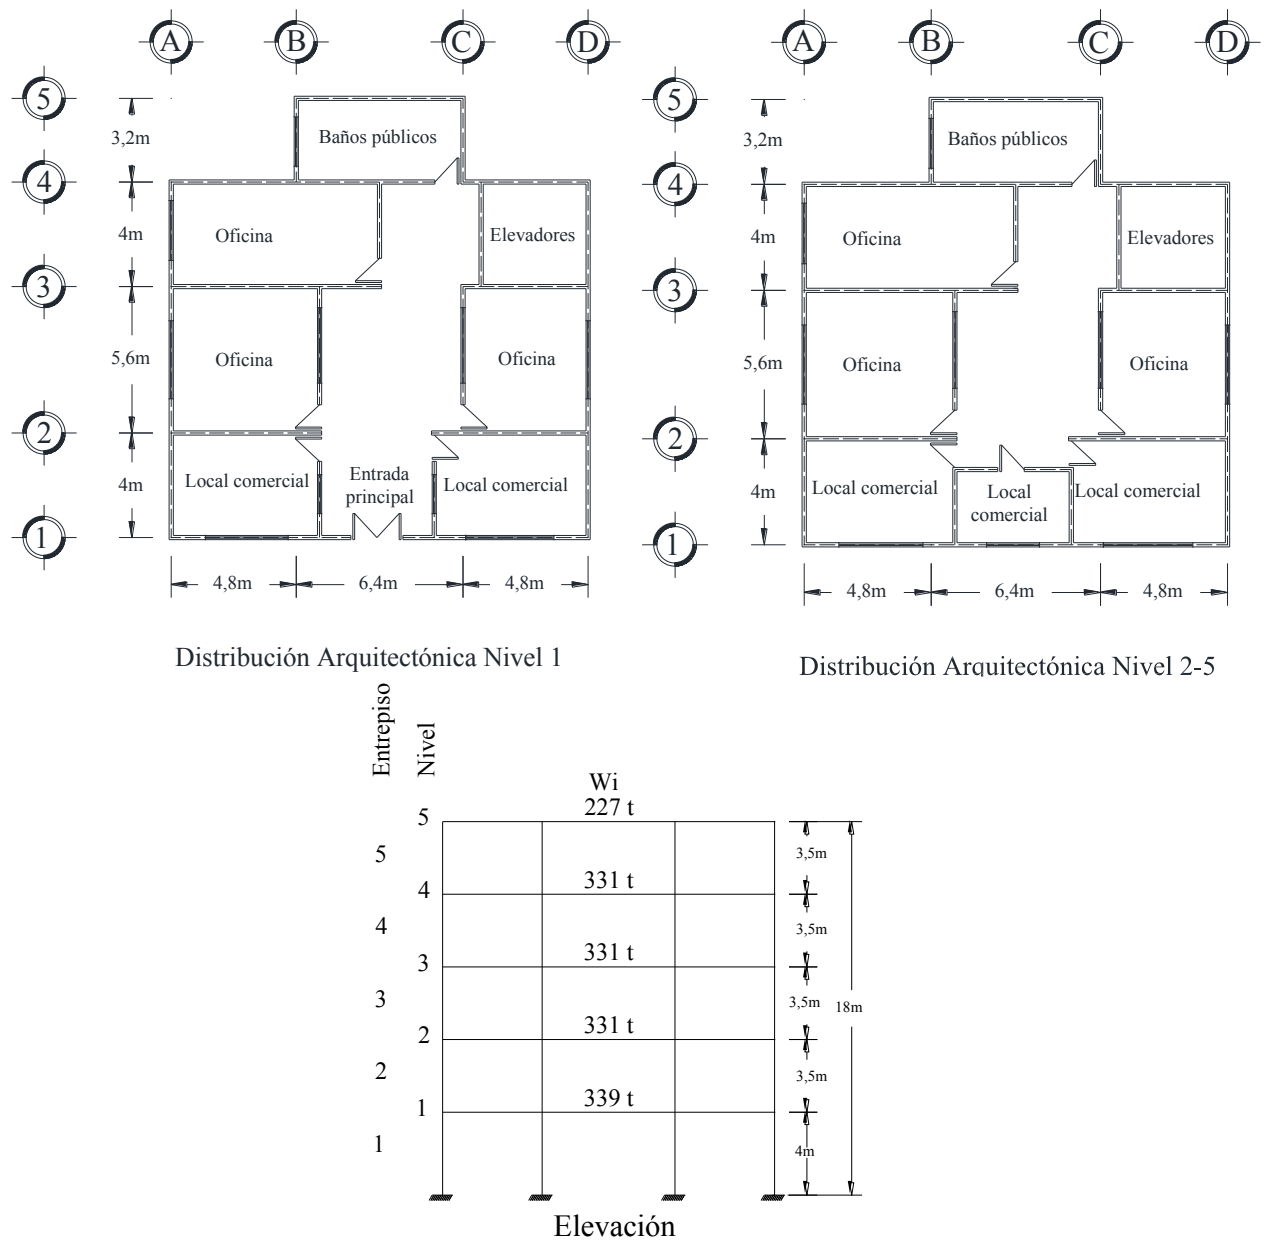 A B C D
5
3,2m
Baños públicos
4
4m
Oficina
Elevadores
3
5,6m
Oficina
Oficina
2
4m
Local comercial
Entrada
principal
Local comercial
1
4,8m 6,4m 4,8m
Distribución Arquitectónica Nivel 1
A B C D
5
3,2m
Baños públicos
4
4m
Oficina
Elevadores
3
5,6m
Oficina
Oficina
2
4m
Local comercial
Local
comercial
Local comercial
1
4,8m 6,4m 4,8m
Distribución Arquitectónica Nivel 2-5
Entrepiso
Nivel
Wi
5
227 t
5
3,5m
4
331 t
4
3,5m
3
331 t
3
3,5m
18m
2
331 t
2
3,5m
1
339 t
1
4m
Elevación